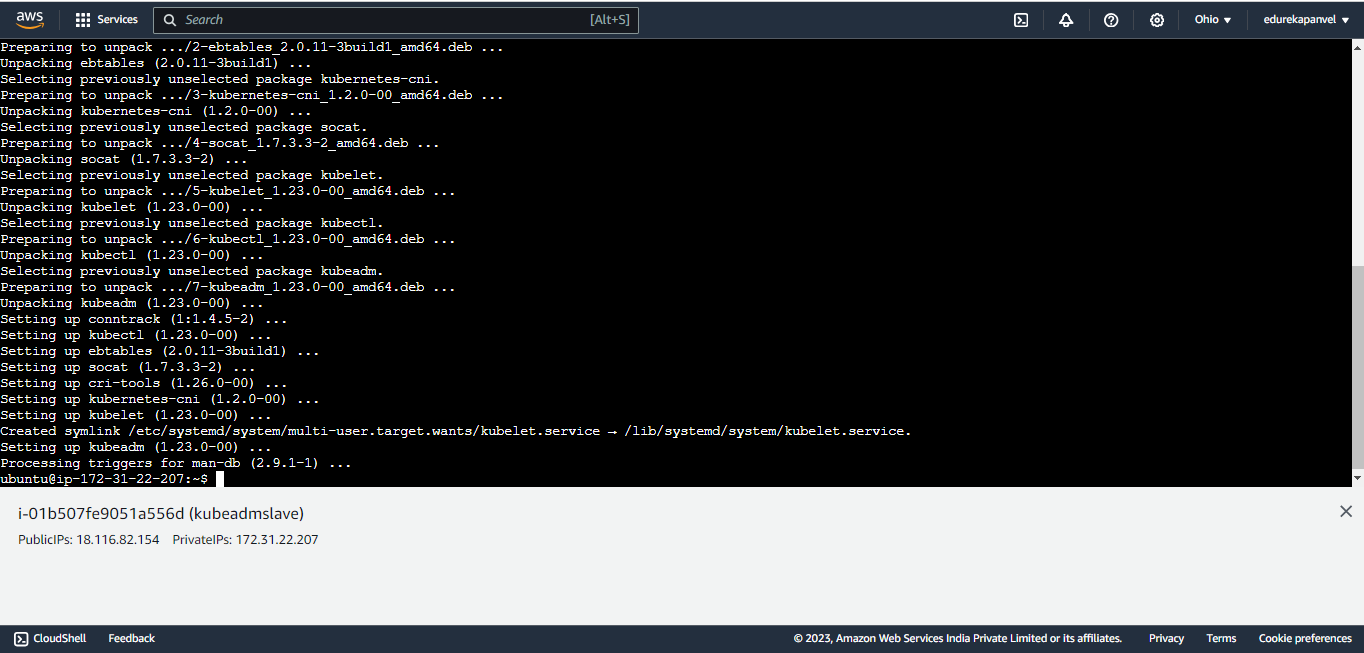 aws Services Search [Alt+S] Ohio edurekapanvel
Preparing to unpack .../2-ebtables_2.0.11-3build1_amd64.deb ...
Unpacking ebtables (2.0.11-3build1) ...
Selecting previously unselected package kubernetes-cni.
Preparing to unpack .../3-kubernetes-cni_1.2.0-00_amd64.deb ...
Unpacking kubernetes-cni (1.2.0-00) ...
Selecting previously unselected package socat.
Preparing to unpack .../4-socat_1.7.3.3-2_amd64.deb ...
Unpacking socat (1.7.3.3-2) ...
Selecting previously unselected package kubelet.
Preparing to unpack .../5-kubelet_1.23.0-00_amd64.deb ...
Unpacking kubelet (1.23.0-00) ...
Selecting previously unselected package kubectl.
Preparing to unpack .../6-kubectl_1.23.0-00_amd64.deb ...
Unpacking kubectl (1.23.0-00) ...
Selecting previously unselected package kubeadm.
Preparing to unpack .../7-kubeadm_1.23.0-00_amd64.deb ...
Unpacking kubeadm (1.23.0-00) ...
Setting up conntrack (1:1.4.5-2) ...
Setting up kubectl (1.23.0-00) ...
Setting up ebtables (2.0.11-3build1) ...
Setting up socat (1.7.3.3-2) ...
Setting up cri-tools (1.26.0-00) ...
Setting up kubernetes-cni (1.2.0-00) ...
Setting up kubelet (1.23.0-00) ...
Created symlink /etc/systemd/system/multi-user.target.wants/kubelet.service → /lib/systemd/system/kubelet.service.
Setting up kubeadm (1.23.0-00) ...
Processing triggers for man-db (2.9.1-1) ...
ubuntu@ip-172-31-22-207:~$
i-01b507fe9051a556d (kubeadmslave)
PublicIPs: 18.116.82.154 PrivateIPs: 172.31.22.207
CloudShell Feedback © 2023, Amazon Web Services India Private Limited or its affiliates. Privacy Terms Cookie preferences